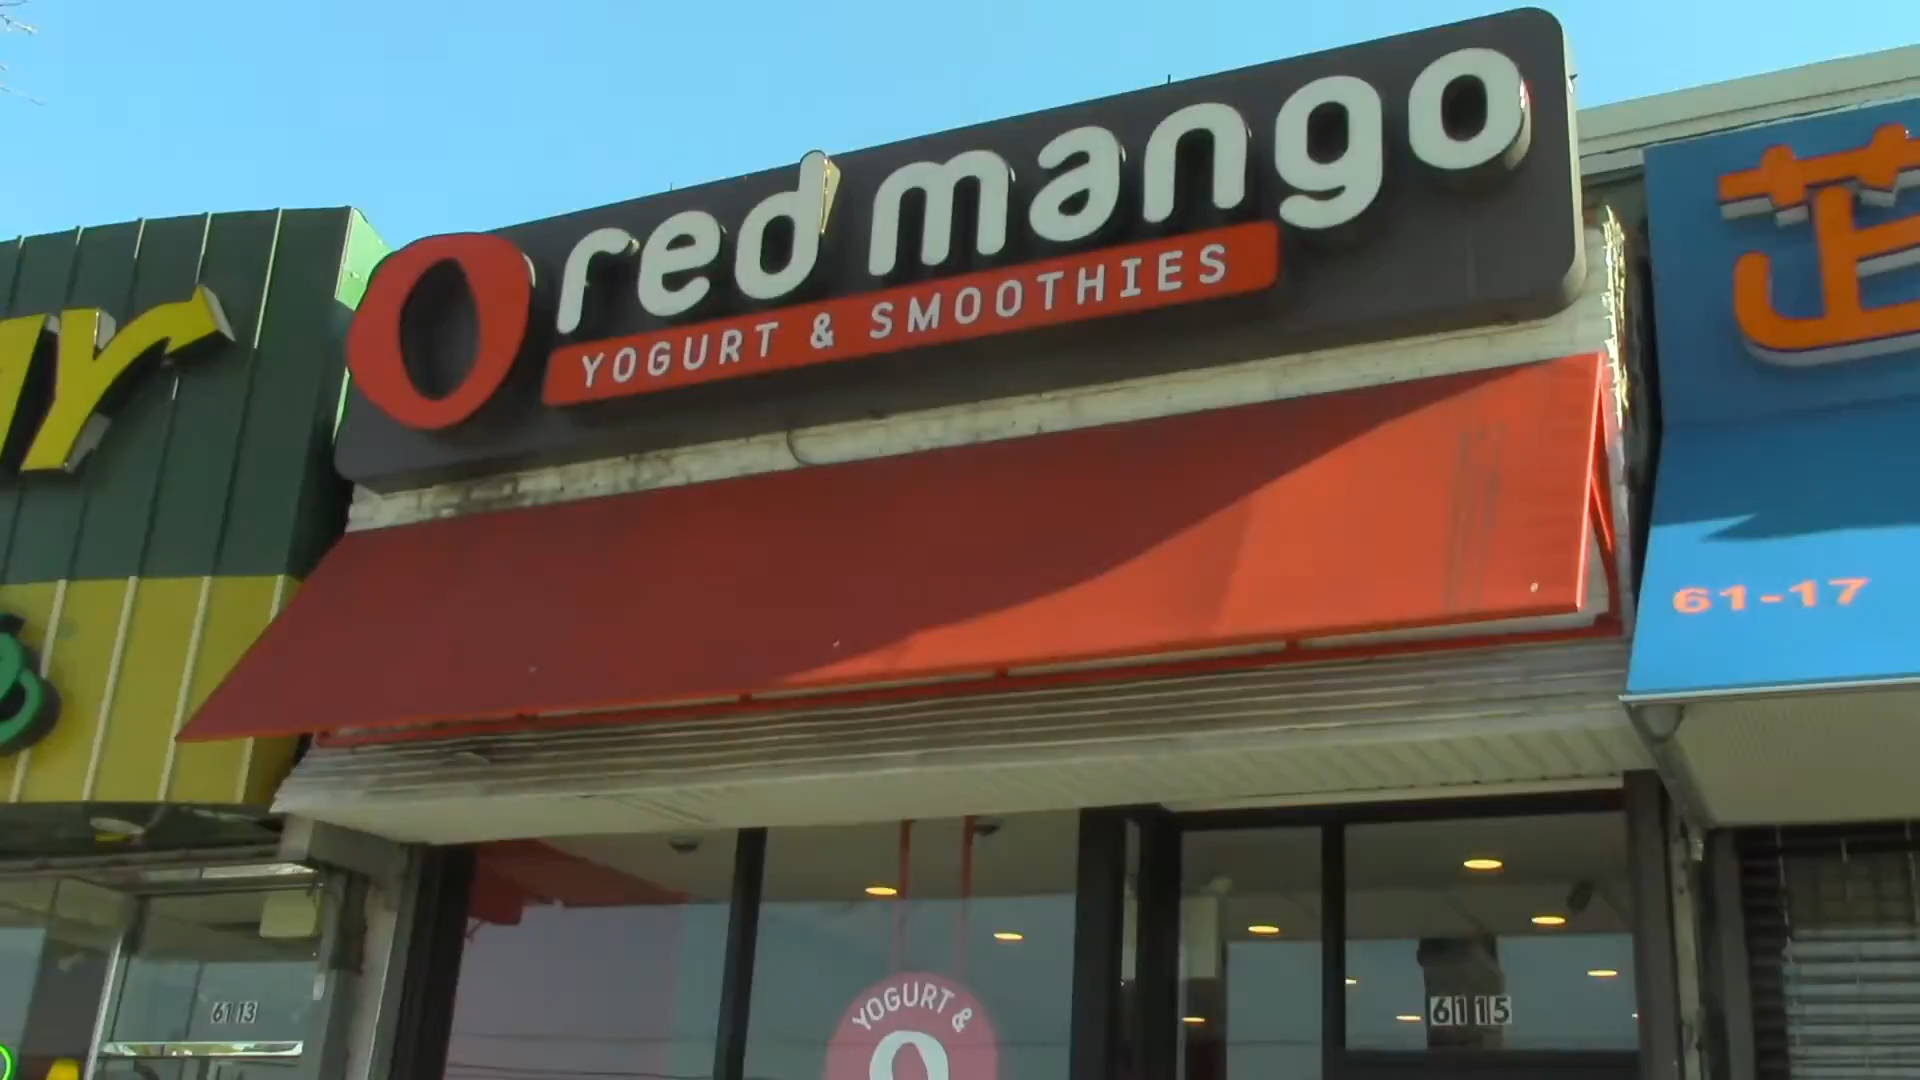 red mango
YOGURT & SMOOTHIES
61-17
6113
YOGURT &
6115